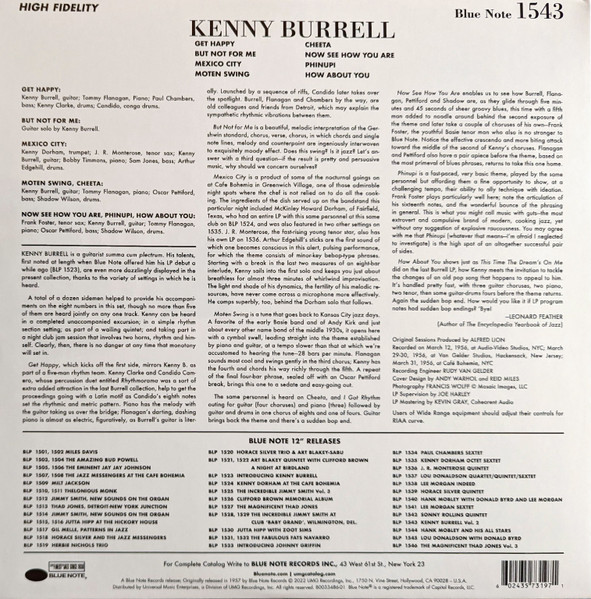 HIGH FIDELITY
Blue Note 1543
KENNY BURRELL
GET HAPPY
BUT NOT FOR ME
MEXICO CITY
MOTEN SWING
CHEETA
NOW SEE HOW YOU ARE
PHINUPI
HOW ABOUT YOU
GET HAPPY:
Kenny Burrell, guitar; Tommy Flanagan, Piano; Paul Chambers,
bass; Kenny Clarke, drums; Candido, conga drums.
BUT NOT FOR ME:
Guitar solo by Kenny Burrell.
MEXICO CITY:
Kenny Dorham, trumpet, J. R. Monterose, tenor sax; Kenny
Burrell, guitar; Bobby Timmons, piano; Sam Jones, bass; Arthur
Edgehill, drums.
MOTEN SWING, CHEETA:
Kenny Burrell, guitar; Tommy Flanagan, piano; Oscar Pettiford,
bass; Shadow Wilson, drums.
NOW SEE HOW YOU ARE, PHINUPI, HOW ABOUT YOU:
Frank Foster, tenor sax; Kenny Burrell, guitar; Tommy Flanagan,
piano; Oscar Pettiford, bass; Shadow Wilson, drums.
KENNY BURRELL is a guitarist summa cum plectrum. His talents,
first noted at length when Blue Note offered him his LP debut a
while ago (BLP 1523), are even more dazzlingly displayed in the
present collection, thanks to the variety of settings in which he is
heard.
A total of a dozen sidemen helped to provide his accompani-
ments on the eight numbers in this set, though no more than five
of them are heard jointly on any one track. Kenny can be heard
in a completely unaccompanied excursion; in a simple rhythm
section setting; as part of a wailing quintet; and taking part in
a night club jam session that involves two horns, rhythm and him-
self. Clearly, then, there is no danger at any time that monotony
will set in.
Get Happy, which kicks off the first side, mirrors Kenny B. as
part of a five-man rhythm team. Kenny Clarke and Candido Cam-
ero, whose percussion duet entitled Rhythmorama was a sort of
extra added attraction in the last Burrell collection, help to get the
proceedings going with a Latin motif as Candido's eighth notes
set the rhythmic and metric pattern. Piano has the melody with
the guitar taking us over the bridge; Flanagan's darting, dashing
piano is almost as electric, figuratively, as Burrell's guitar is liter-
ally. Launched by a sequence of riffs, Candido later takes over
the spotlight. Burrell, Flanagan and Chambers by the way, are
old colleagues and friends from Detroit, which may explain the
sympathetic rhythmic vibrations between them.
But Not for Me is a beautiful, melodic interpretation of the Ger-
shwin standard, chorus, verse, chorus, in which chords and single
note lines, melody and counterpoint are ingeniously interwoven
to exquisitely moody effect. Does this swing? Is it jazz? Let's an-
swer with a third question—if the result is pretty and persuasive
music, why should we concern ourselves?
Mexico City is a product of some of the nocturnal goings on
at Cafe Bohemia in Greenwich Village, one of those admirable
night spots where the chef is not relied on to do all the cook-
ing. The ingredients of the dish served up on the bandstand this
particular night included McKinley Howard Dorham, of Fairfield,
Texas, who had an entire LP with this same personnel at this same
club on BLP 1524, and was also featured in two other settings on
1535. J. R. Monterose, the fast-rising young tenor star, also has
his own LP on 1536. Arthur Edgehill's sticks are the first sound of
which one becomes conscious in this alert, pulsing performance,
for which the theme consists of minorkey bebop-type phrases.
Starting with a break in the last two measures of an eight-bar
interlude, Kenny sails into the first solo and keeps you just about
breathless for almost three minutes of whirlwind improvisation.
The light and shade of his dynamics, the fertility of his melodic re-
sources, have never come across a microphone more effectively.
He comps superbly, too, behind the Dorham solo that follows.
Moten Swing is a tune that goes back to Kansas City jazz days.
A favorite of the early Basie band and of Andy Kirk and just
about every other name band of the middle 1930s, it opens here
with a cymbal swell, leading straight into the theme established
by piano and guitar, at a tempo slower than that at which we're
accustomed to hearing the tune—28 bars per minute. Flanagan
sounds most cool and swings gently in the third chorus; Kenny has
the fourth and chords his way richly through the fifth. A repeat
of the final four-bar phrase, sealed off with an Oscar Pettiford
break, brings this one to a sedate and easy-going out.
The same personnel is heard on Cheeta, and I Got Rhythm
outing for guitar (four choruses) and piano (three) followed by
guitar and drums in one chorus of eights and one of fours. Guitar
brings back the theme and there's a sudden bop end.
Now See How You Are enables us to see how Burrell, Flana-
gan, Pettiford and Shadow are, as they glide through five min-
utes and 45 seconds of sheer groovy blues, this time with a fifth
man added to noodle around behind the second exposure of
the theme and later take a couple of choruses of his own—Frank
Foster, the youthful Basie tenor man who also is no stranger to
Blue Note. Notice the effective crescendo and more biting attack
toward the middle of the second of Kenny's choruses. Flanagan
and Pettiford also have a pair apiece before the theme, based on
the most primeval of blues phrases, returns to take this one home.
Phinupi is a fast-paced, very basic theme, played by the same
personnel but affording them a fine opportunity to show, at a
challenging tempo, their ability to ally technique with ideation.
Frank Foster plays particularly well here; note the articulation of
his sixteenth notes, and the wonderful bounce of the phrasing
in general. This is what you might call music with guts—the most
extrovert and compulsive brand of modern, cooking jazz, yet
without any suggestion of explosive raucousness. You may agree
with me that Phinupi (whatever that means—I'm afraid I neglected
to investigate) is the high spot of an altogether successful pair
of sides.
How About You shows just as This Time The Dream's On Me
did on the last Burrell LP, how Kenny meets the invitation to tackle
the changes of an old pop song that happens to appeal to him.
It's handled pretty fast, with three guitar choruses, two piano,
two tenor, then some guitar-drums fours before the theme returns.
Again the sudden bop end. How would you like it if LP program
notes had sudden bop endings? 'Bye!
—LEONARD FEATHER
(Author of The Encyclopedia Yearbook of Jazz)
Original Sessions Produced by ALFRED LION
Recorded on March 12, 1956, at Audio-Video Studios, NYC; March
29-30, 1956, at Van Gelder Studios, Hackensack, New Jersey;
March 31, 1956, at Café Bohemia, NYC
Recording Engineer RUDY VAN GELDER
Cover Design by ANDY WARHOL and REID MILES
Photography FRANCIS WOLFF © Mosaic Images, LLC
LP Supervision by JOE HARLEY
LP Mastering by KEVIN GRAY, Cohearent Audio
Users of Wide Range equipment should adjust their controls for
RIAA curve.
BLUE NOTE 12" RELEASES
BLP 1501, 1502 MILES DAVIS
BLP 1503, 1504 THE AMAZING BUD POWELL
BLP 1505, 1506 THE EMINENT JAY JAY JOHNSON
BLP 1507, 1508 THE JAZZ MESSENGERS AT THE CAFE BOHEMIA
BLP 1509 MILT JACKSON
BLP 1510, 1511 THELONIOUS MONK
BLP 1512 JIMMY SMITH, NEW SOUNDS ON THE ORGAN
BLP 1513 THAD JONES, DETROIT-NEW YORK JUNCTION
BLP 1514 JIMMY SMITH, NEW SOUNDS ON THE ORGAN
BLP 1515, 1516 JUTTA HIPP AT THE HICKORY HOUSE
BLP 1517 GIL MELLE, PATTERNS IN JAZZ
BLP 1518 HORACE SILVER AND THE JAZZ MESSENGERS
BLP 1519 HERBIE NICHOLS TRIO
BLP 1520 HORACE SILVER TRIO & ART BLAKEY-SABU
BLP 1521, 1522 ART BLAKEY QUINTET WITH CLIFFORD BROWN
A NIGHT AT BIRDLAND
BLP 1523 INTRODUCING KENNY BURRELL
BLP 1524 KENNY DORHAM AT THE CAFE BOHEMIA
BLP 1525 THE INCREDIBLE JIMMY SMITH Vol. 3
BLP 1526 CLIFFORD BROWN MEMORIAL ALBUM
BLP 1527 THE MAGNIFICENT THAD JONES
BLP 1528, 1529 THE INCREDIBLE JIMMY SMITH AT
CLUB "BABY GRAND", WILMINGTON, DEL.
BLP 1530 JUTTA HIPP WITH ZOOT SIMS
BLP 1531, 1532 THE FABULOUS FATS NAVARRO
BLP 1533 INTRODUCING JOHNNY GRIFFIN
BLP 1534 PAUL CHAMBERS SEXTET
BLP 1535 KENNY DORHAM OCTET SEXTET
BLP 1536 J. R. MONTEROSE QUINTET
BLP 1537 LOU DONALDSON QUARTET/QUINTET/SEXTET
BLP 1538 LEE MORGAN INDEED
BLP 1539 HORACE SILVER QUINTET
BLP 1540 HANK MOBLEY WITH DONALD BYRD AND LEE MORGAN
BLP 1541 LEE MORGAN SEXTET
BLP 1542 SONNY ROLLINS QUINTET
BLP 1543 KENNY BURRELL Vol. 2
BLP 1544 HANK MOBLEY AND HIS ALL STARS
BLP 1545 LOU DONALDSON WITH DONALD BYRD
BLP 1546 THE MAGNIFICENT THAD JONES Vol. 2
BLUE NOTE.
For Complete Catalog Write to BLUE NOTE RECORDS INC., 43 West 61st St., New York 23
Bluenote.com | umgcatalog.com
A Blue Note Records release; Originally released in 1957 by Blue Note Records; © 2023 UMG Recordings, Inc., 1750 N. Vine Street, Hollywood, CA 90028 – U.S.A.
Distributed by Universal Music Enterprises, a Division of UMG Recordings, Inc. All rights reserved.
6 02435 73197 1